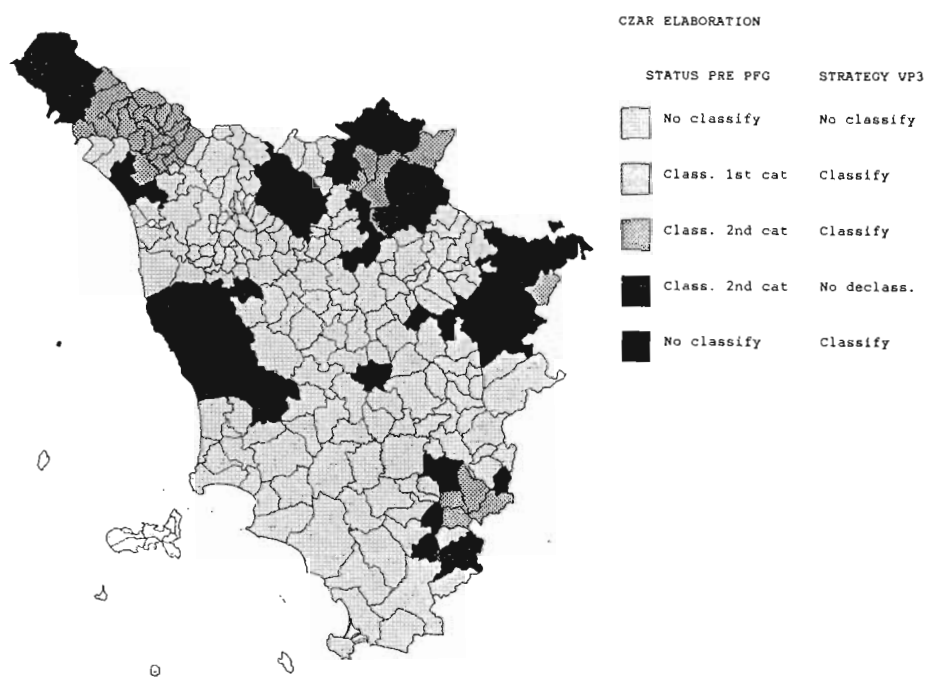 CZAR ELABORATION
STATUS PRE PFG STRATEGY VP3
No classify No classify
Class. 1st cat Classify
Class. 2nd cat Classify
Class. 2nd cat No declass.
No classify Classify